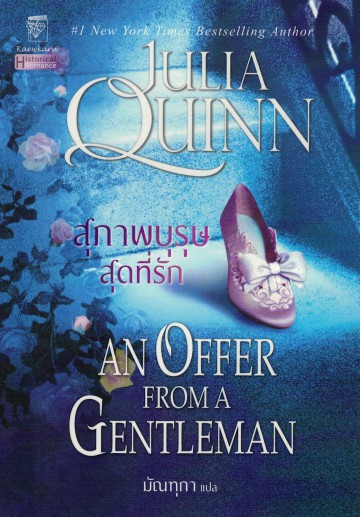 Kaewkarn
Historical
Romance
#1 New York Times Bestselling Author
JULIA
QUINN
สุภาพบุรุษ
สุดที่รัก
AN OFFER
FROM A
GENTLEMAN
มัณฑุกา แปล